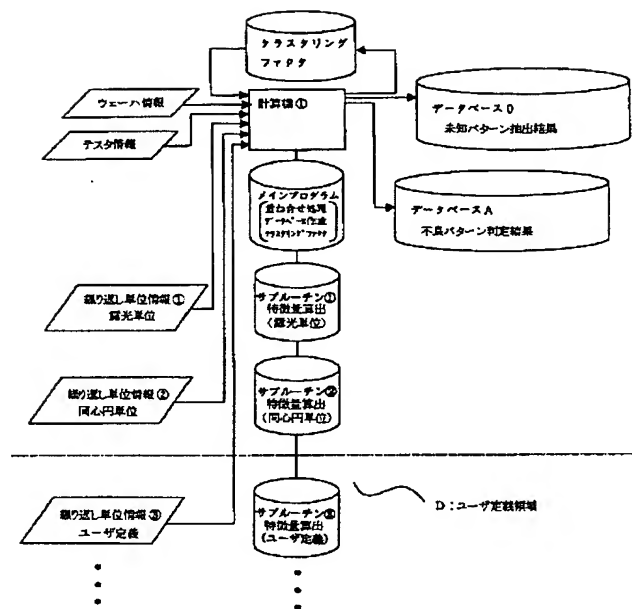 クラスタリング
ファクタ
ウェーハ情報
計算機①
データベースD
未知パターン抽出結果
テスタ情報
メインプログラム
重ね合せ処理
データベース作成
クラスタリングファクタ
データベースA
不良パターン判定結果
繰り返し単位情報①
露光単位
サブルーチン①
特徴量算出
(露光単位)
繰り返し単位情報②
同心円単位
サブルーチン②
特徴量算出
(同心円単位)
繰り返し単位情報③
ユーザ定義
サブルーチン③
特徴量算出
(ユーザ定義)
D:ユーザ定義領域